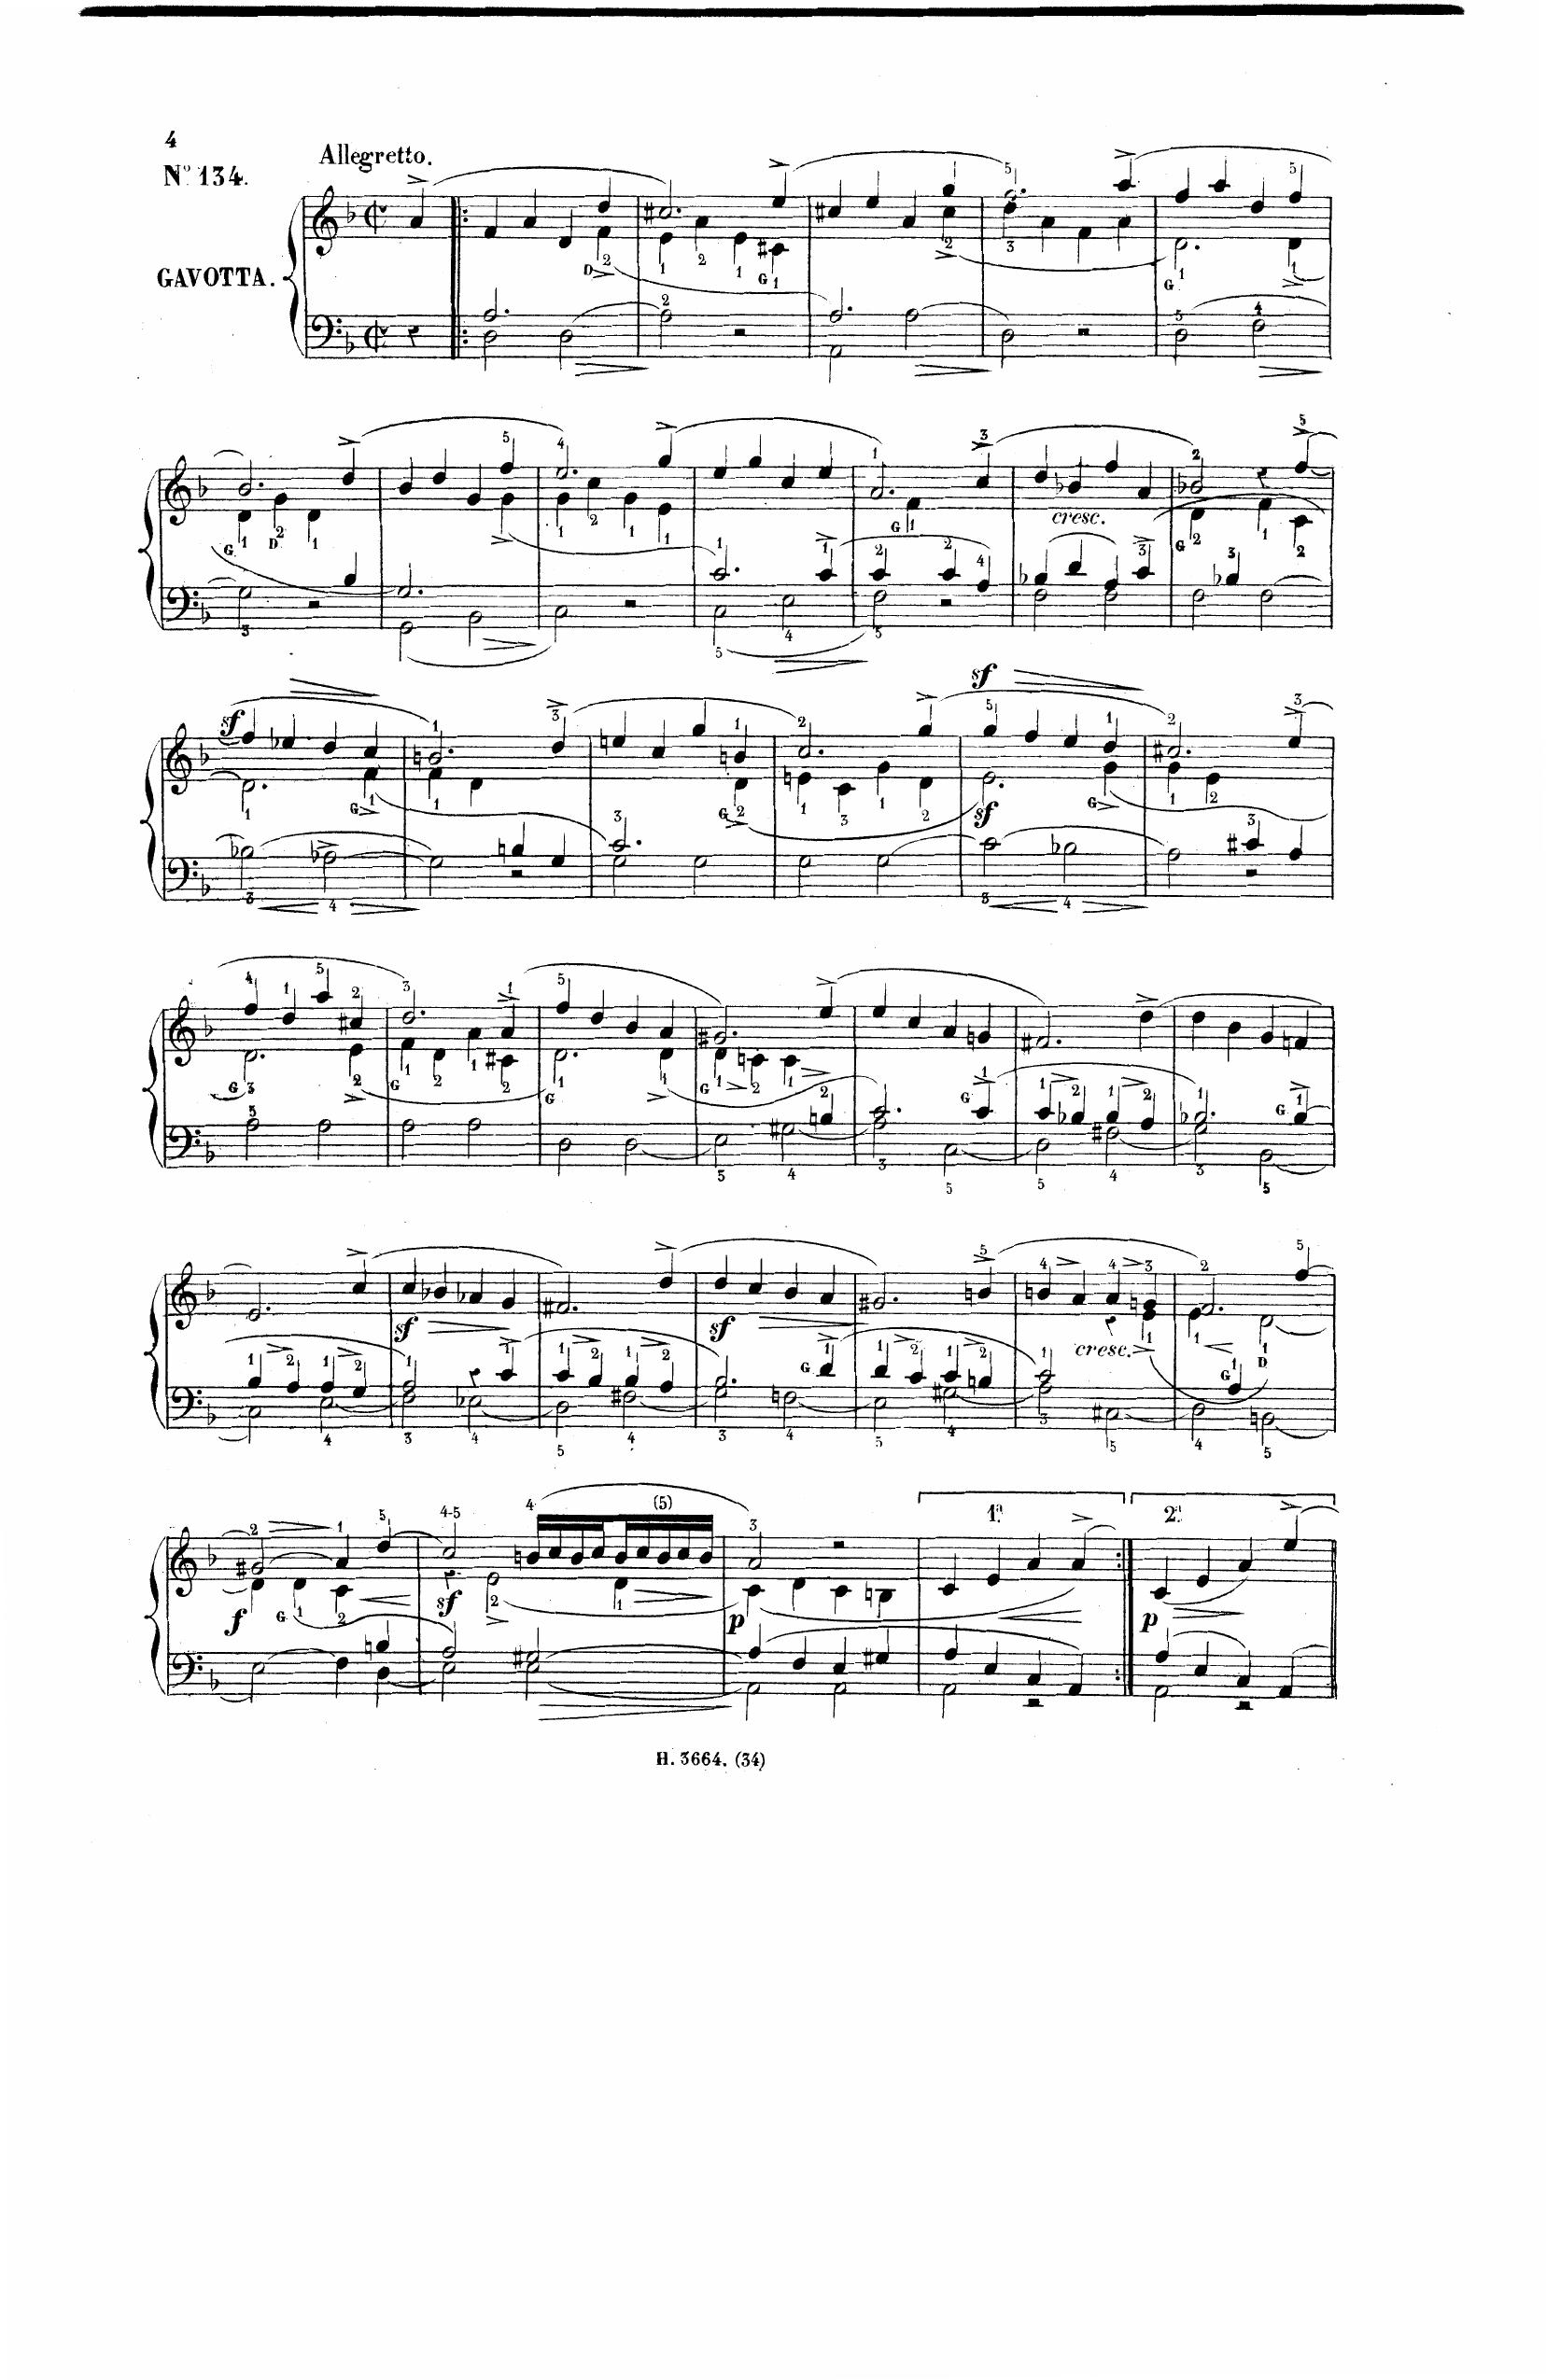 4
Nº 134.
Allegretto.
GAVOTTA.
cresc.
sf
sf
sf
sf
sf
cresc.
f
sf
p
1ª
2ª
p
H. 3664. (34)